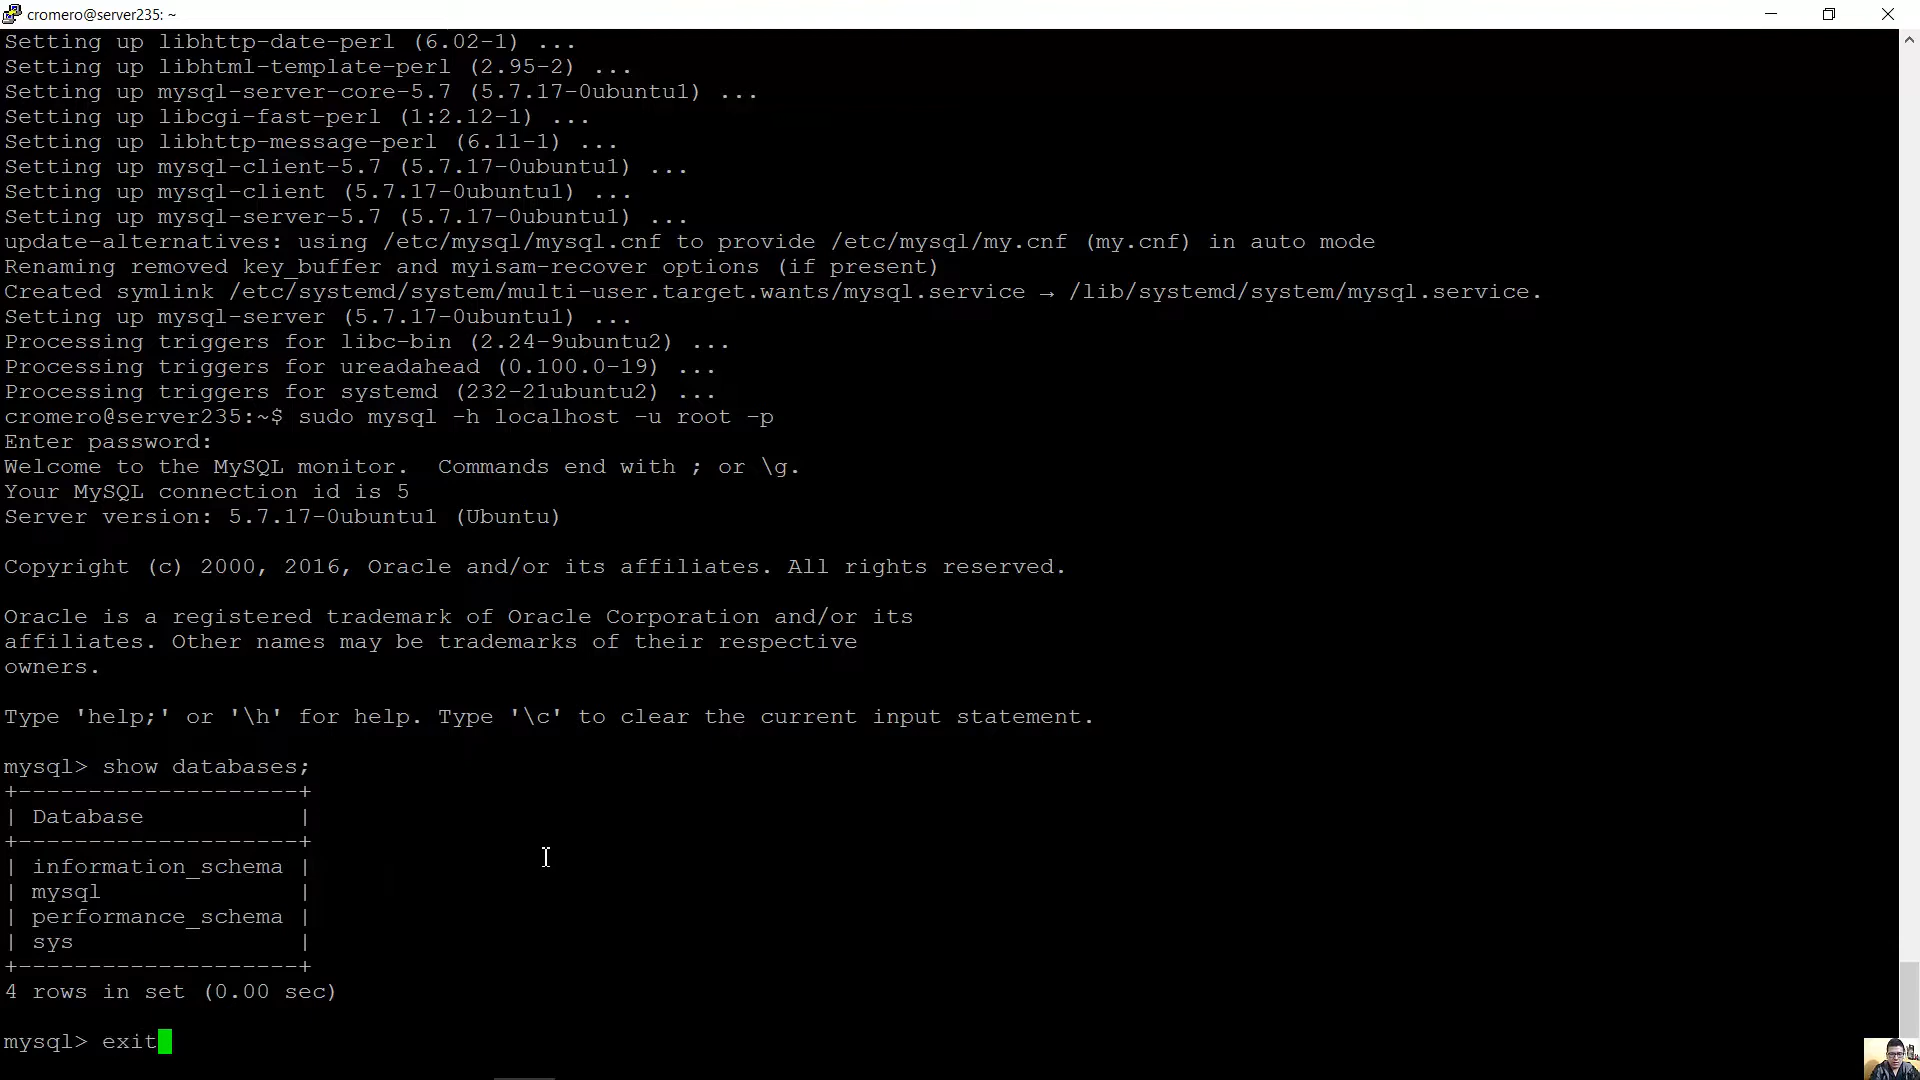 cromero@server235: ~
Setting up libhttp-date-perl (6.02-1) ...
Setting up libhtml-template-perl (2.95-2) ...
Setting up mysql-server-core-5.7 (5.7.17-0ubuntu1) ...
Setting up libcgi-fast-perl (1:2.12-1) ...
Setting up libhttp-message-perl (6.11-1) ...
Setting up mysql-client-5.7 (5.7.17-0ubuntu1) ...
Setting up mysql-client (5.7.17-0ubuntu1) ...
Setting up mysql-server-5.7 (5.7.17-0ubuntu1) ...
update-alternatives: using /etc/mysql/mysql.cnf to provide /etc/mysql/my.cnf (my.cnf) in auto mode
Renaming removed key_buffer and myisam-recover options (if present)
Created symlink /etc/systemd/system/multi-user.target.wants/mysql.service → /lib/systemd/system/mysql.service.
Setting up mysql-server (5.7.17-0ubuntu1) ...
Processing triggers for libc-bin (2.24-9ubuntu2) ...
Processing triggers for ureadahead (0.100.0-19) ...
Processing triggers for systemd (232-21ubuntu2) ...
cromero@server235:~$ sudo mysql -h localhost -u root -p
Enter password:
Welcome to the MySQL monitor.  Commands end with ; or \g.
Your MySQL connection id is 5
Server version: 5.7.17-0ubuntu1 (Ubuntu)
Copyright (c) 2000, 2016, Oracle and/or its affiliates. All rights reserved.
Oracle is a registered trademark of Oracle Corporation and/or its
affiliates. Other names may be trademarks of their respective
owners.
Type 'help;' or '\h' for help. Type '\c' to clear the current input statement.
mysql> show databases;
+--------------------+
| Database           |
+--------------------+
| information_schema |
| mysql              |
| performance_schema |
| sys                |
+--------------------+
4 rows in set (0.00 sec)
mysql> exit